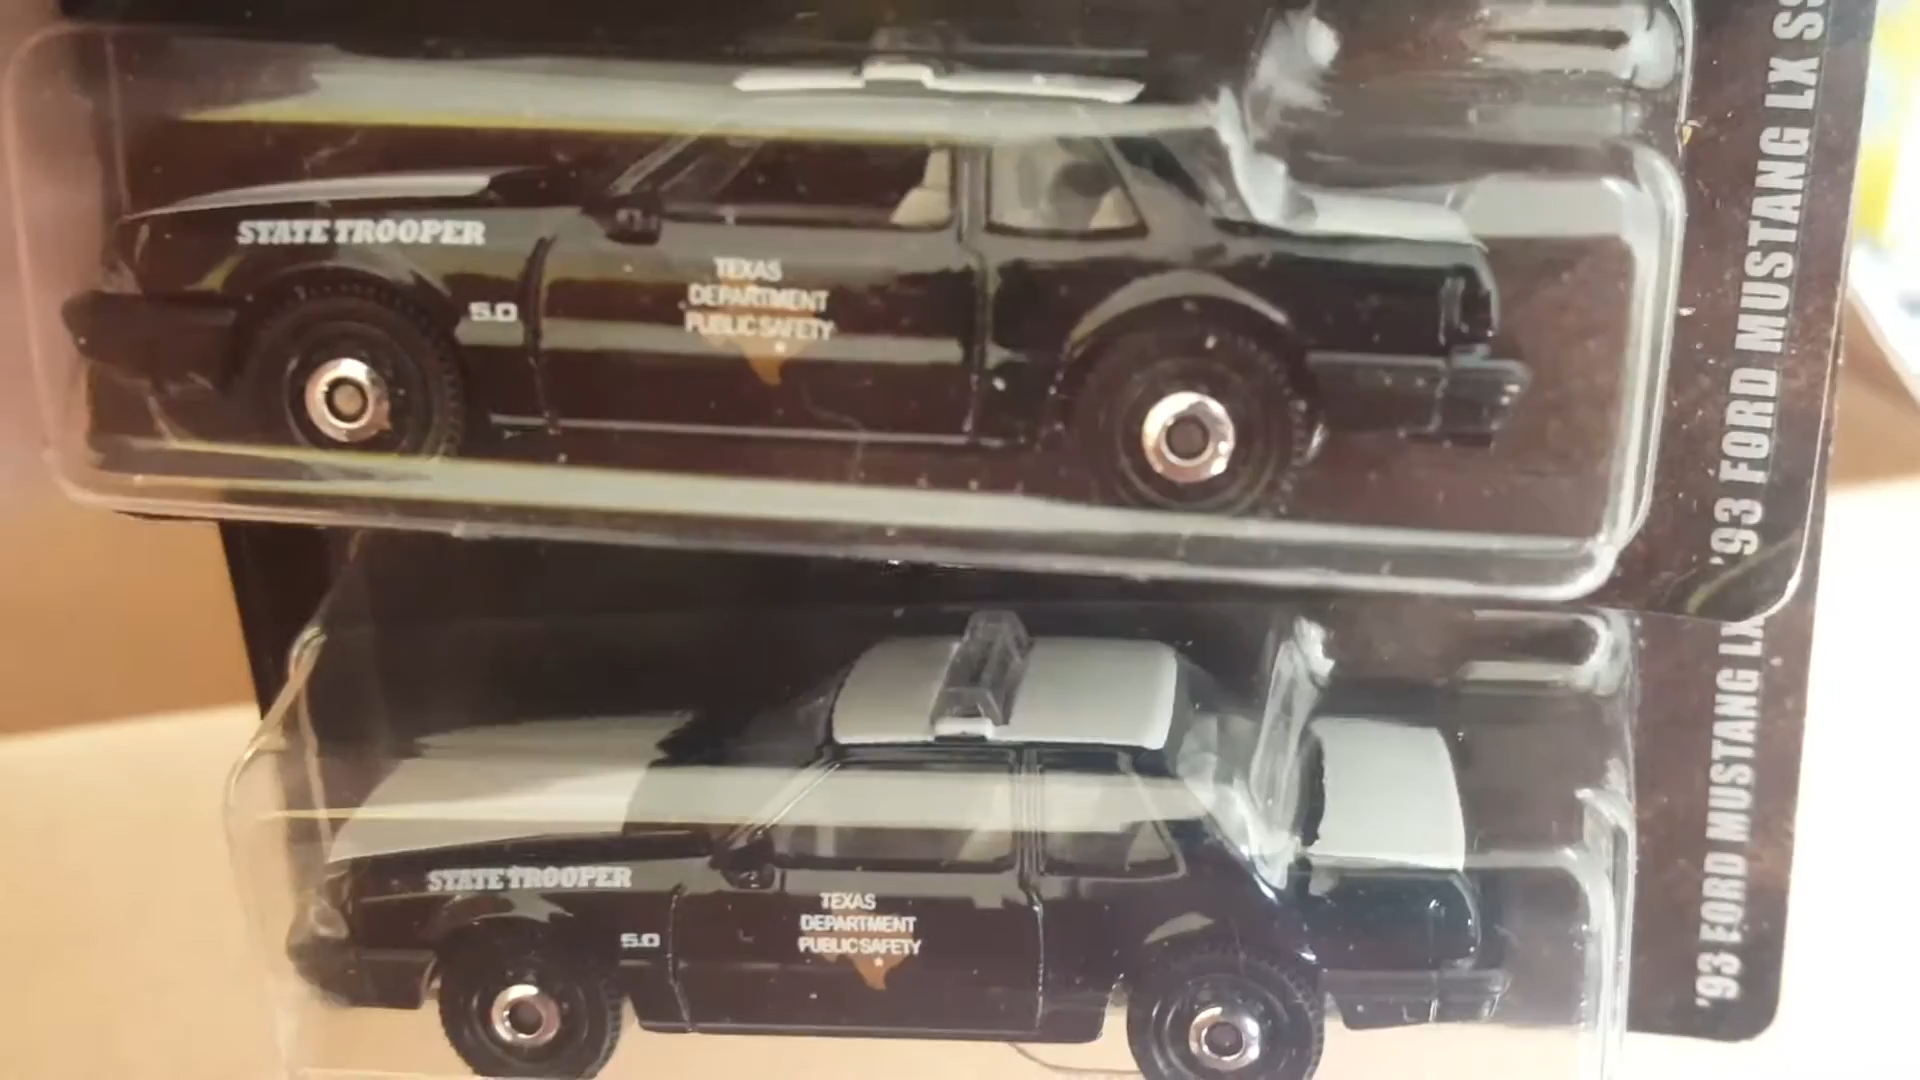 STATE TROOPER
5.0
TEXAS
DEPARTMENT
PUBLIC SAFETY
'93 FORD MUSTANG LX SS
STATE TROOPER
5.0
TEXAS
DEPARTMENT
PUBLIC SAFETY
'93 FORD MUSTANG LX